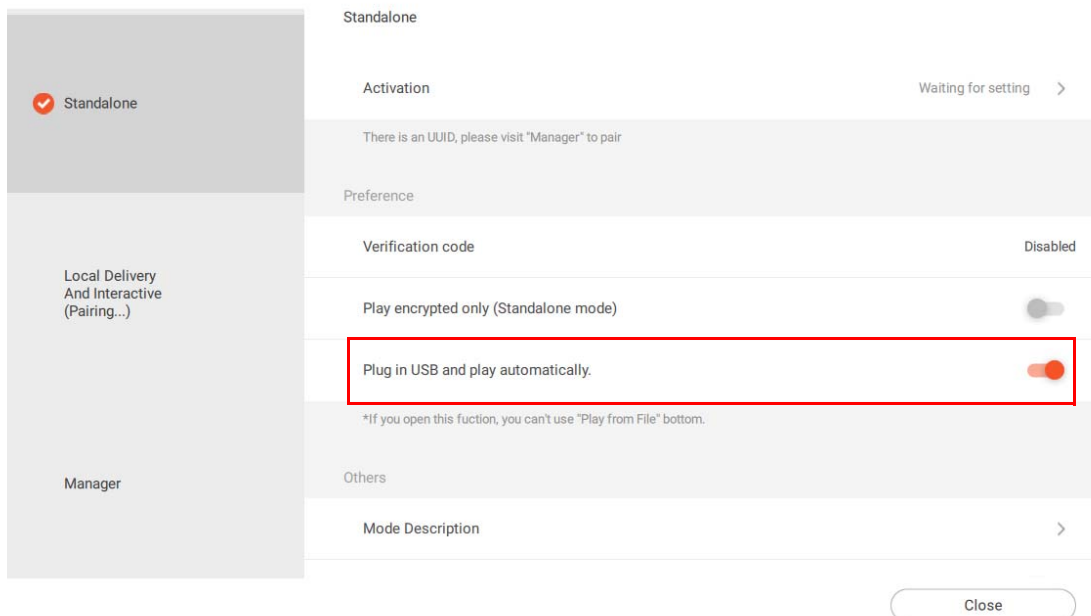 Standalone
Standalone
Activation
Waiting for setting
There is an UUID, please visit "Manager" to pair
Preference
Verification code
Disabled
Local Delivery
And Interactive
(Pairing...)
Play encrypted only (Standalone mode)
Plug in USB and play automatically.
*If you open this fuction, you can't use "Play from File" bottom.
Manager
Others
Mode Description
Close